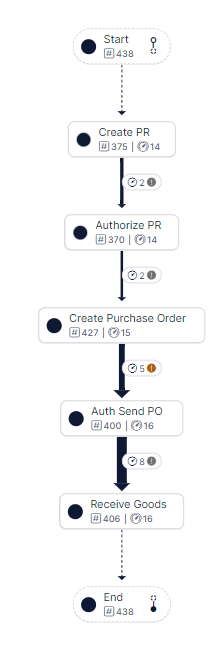 Start
# 438
Create PR
# 375 | 14
2 !
Authorize PR
# 370 | 14
2 !
Create Purchase Order
# 427 | 15
5 !
Auth Send PO
# 400 | 16
8 !
Receive Goods
# 406 | 16
End
# 438